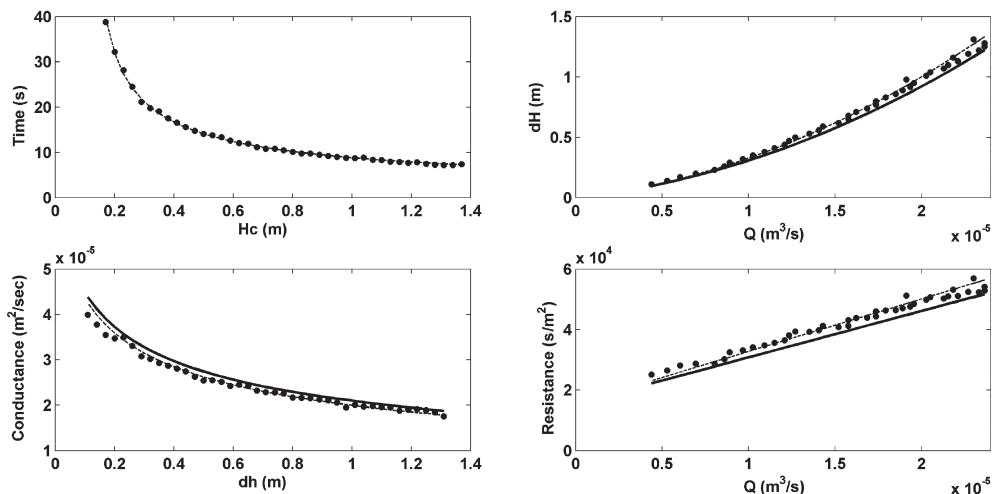 40
30
20
10
0
Time (s)
0 0.2 0.4 0.6 0.8 1 1.2 1.4
Hc (m)
1.5
1
0.5
0
dH (m)
0 0.5 1 1.5 2
Q (m³/s) x 10⁻⁵
x 10⁻⁵
5
4
3
2
1
Conductance (m²/sec)
0 0.2 0.4 0.6 0.8 1 1.2 1.4
dh (m)
x 10⁴
6
4
2
0
Resistance (s/m²)
0 0.5 1 1.5 2
Q (m³/s) x 10⁻⁵